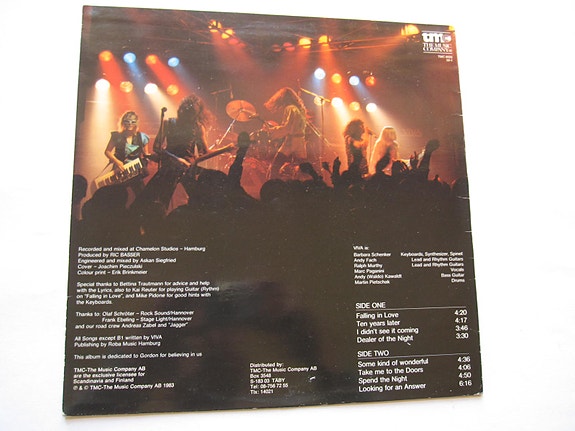 tmc
THE MUSIC
COMPANY AB
Recorded and mixed at Chamelon Studios – Hamburg
Produced by RIC BASSER
Engineered and mixed by Askan Siegfried
Cover – Joachim Pieczulski
Colour print – Erik Brinkmeier
Special thanks to Bettina Trautmann for advice and help
with the Lyrics, also to Kai Reuter for playing Guitar (Rhythm)
on "Falling in Love", and Mike Pidone for good hints with
the Keyboards.
Thanks to: Olaf Schröter – Rock Sound/Hannover
Frank Ebeling – Stage Light/Hannover
and our road crew Andreas Zabel and "Jagger"
All Songs except B1 written by VIVA
Publishing by Roba Music Hamburg
This album is dedicated to Gordon for believing in us
TMC-The Music Company AB
are the exclusive licensee for
Scandinavia and Finland
℗ & © TMC-The Music Company AB 1983
Distributed by:
TMC-The Music Company AB
Box 3548
S-183 03 TÄBY
Tel: 08-756 72 55
Tlx: 14021
VIVA is:
Barbara Schenker Keyboards, Synthesizer, Spinet
Andy Fach Lead and Rhythm Guitars
Ralph Murthy Lead and Rhythm Guitars
Marc Paganini Vocals
Andy (Waldo) Kawaldt Bass Guitar
Martin Pietschak Drums
SIDE ONE
Falling in Love 4:20
Ten years later 4:17
I didn't see it coming 3:46
Dealer of the Night 3:30
SIDE TWO
Some kind of wonderful 4:36
Take me to the Doors 4:06
Spend the Night 4:50
Looking for an Answer 6:16